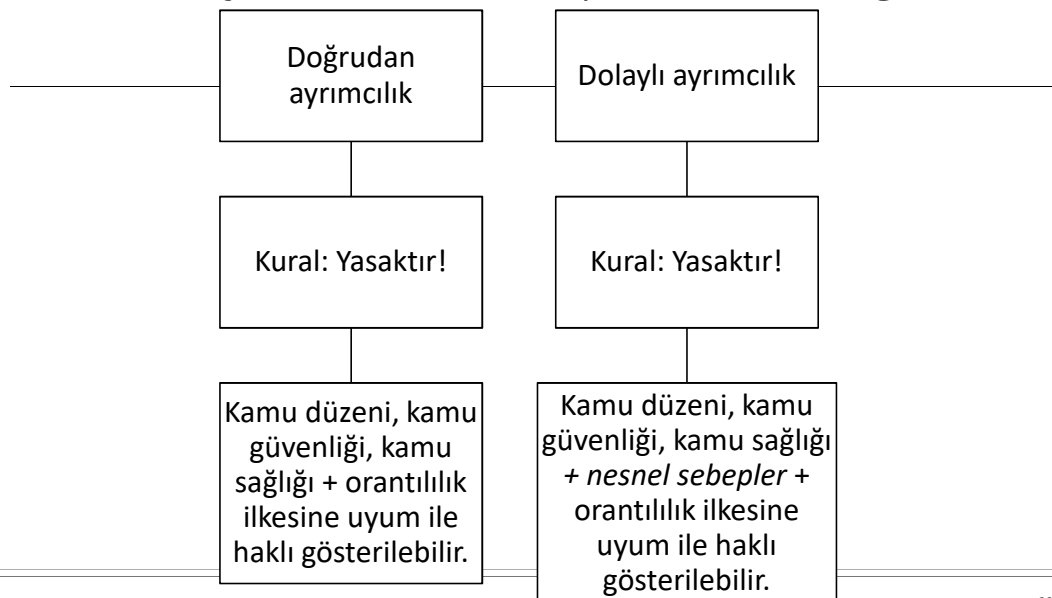 Doğrudan
ayrımcılık
Kural: Yasaktır!
Kamu düzeni, kamu
güvenliği, kamu
sağlığı + orantılılık
ilkesine uyum ile
haklı gösterilebilir.
Dolaylı ayrımcılık
Kural: Yasaktır!
Kamu düzeni, kamu
güvenliği, kamu sağlığı
+ nesnel sebepler +
orantılılık ilkesine
uyum ile haklı
gösterilebilir.